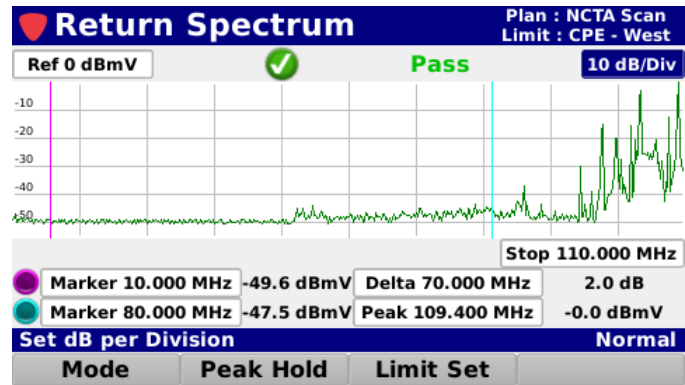 Return Spectrum
Plan : NCTA Scan
Limit : CPE - West
Ref 0 dBmV
Pass
10 dB/Div
-10
-20
-30
-40
-50
Stop 110.000 MHz
Marker 10.000 MHz -49.6 dBmV Delta 70.000 MHz 2.0 dB
Marker 80.000 MHz -47.5 dBmV Peak 109.400 MHz -0.0 dBmV
Set dB per Division Normal
Mode Peak Hold Limit Set